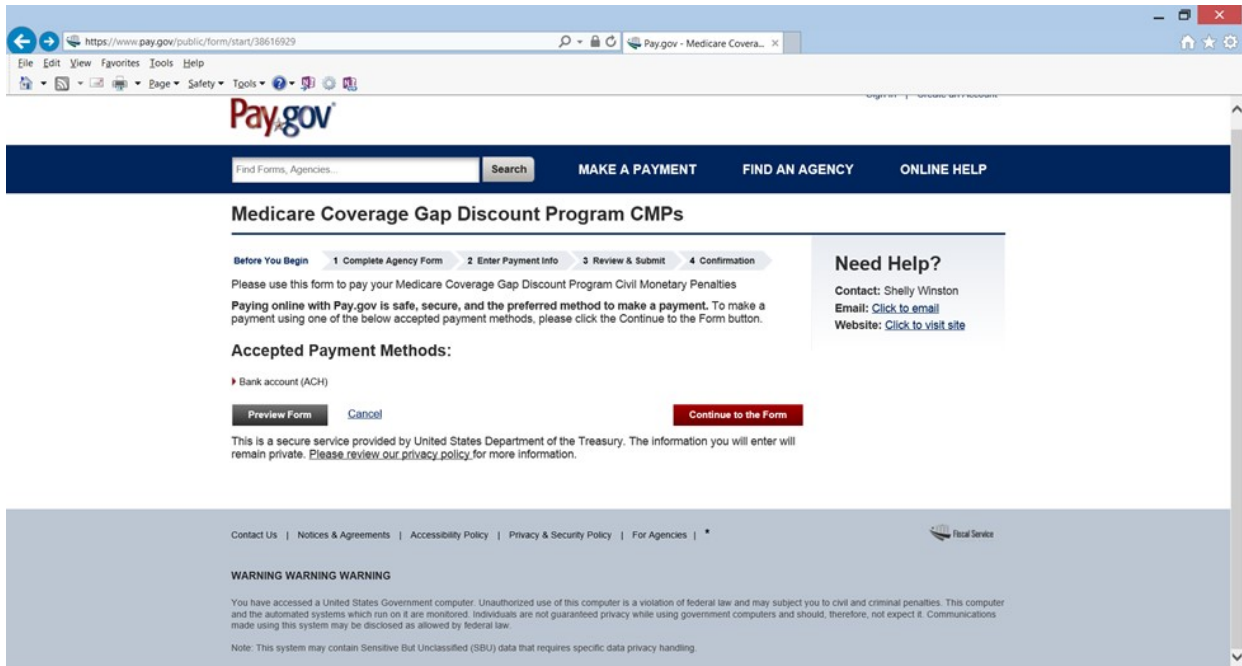 https://www.pay.gov/public/form/start/38616929
Pay.gov - Medicare Covera...
File Edit View Favorites Tools Help
Page Safety Tools
Sign In | Create an Account
Pay.gov
Find Forms, Agencies...
Search
MAKE A PAYMENT
FIND AN AGENCY
ONLINE HELP
Medicare Coverage Gap Discount Program CMPs
Before You Begin
1 Complete Agency Form
2 Enter Payment Info
3 Review & Submit
4 Confirmation
Please use this form to pay your Medicare Coverage Gap Discount Program Civil Monetary Penalties
Paying online with Pay.gov is safe, secure, and the preferred method to make a payment. To make a
payment using one of the below accepted payment methods, please click the Continue to the Form button.
Accepted Payment Methods:
Bank account (ACH)
Preview Form
Cancel
Continue to the Form
This is a secure service provided by United States Department of the Treasury. The information you will enter will
remain private. Please review our privacy policy for more information.
Need Help?
Contact: Shelly Winston
Email: Click to email
Website: Click to visit site
Contact Us | Notices & Agreements | Accessibility Policy | Privacy & Security Policy | For Agencies | *
Fiscal Service
WARNING WARNING WARNING
You have accessed a United States Government computer. Unauthorized use of this computer is a violation of federal law and may subject you to civil and criminal penalties. This computer
and the automated systems which run on it are monitored. Individuals are not guaranteed privacy while using government computers and should, therefore, not expect it. Communications
made using this system may be disclosed as allowed by federal law.
Note: This system may contain Sensitive But Unclassified (SBU) data that requires specific data privacy handling.